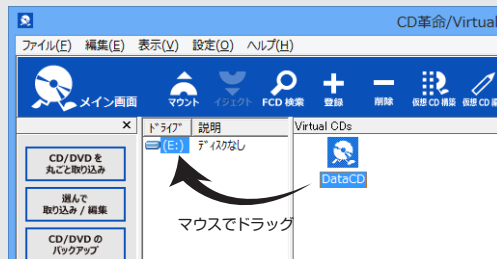 CD革命/Virtual
ファイル(F) 編集(E) 表示(V) 設定(O) ヘルプ(H)
メイン画面 マウント イジェクト FCD 検索 登録 削除 仮想 CD 構築 仮想 CD 編
× ドライブ 説明 Virtual CDs
(E:) ディスクなし
CD/DVD を
丸ごと取り込み
DataCD
選んで
取り込み / 編集
マウスでドラッグ
CD/DVD の
バックアップ